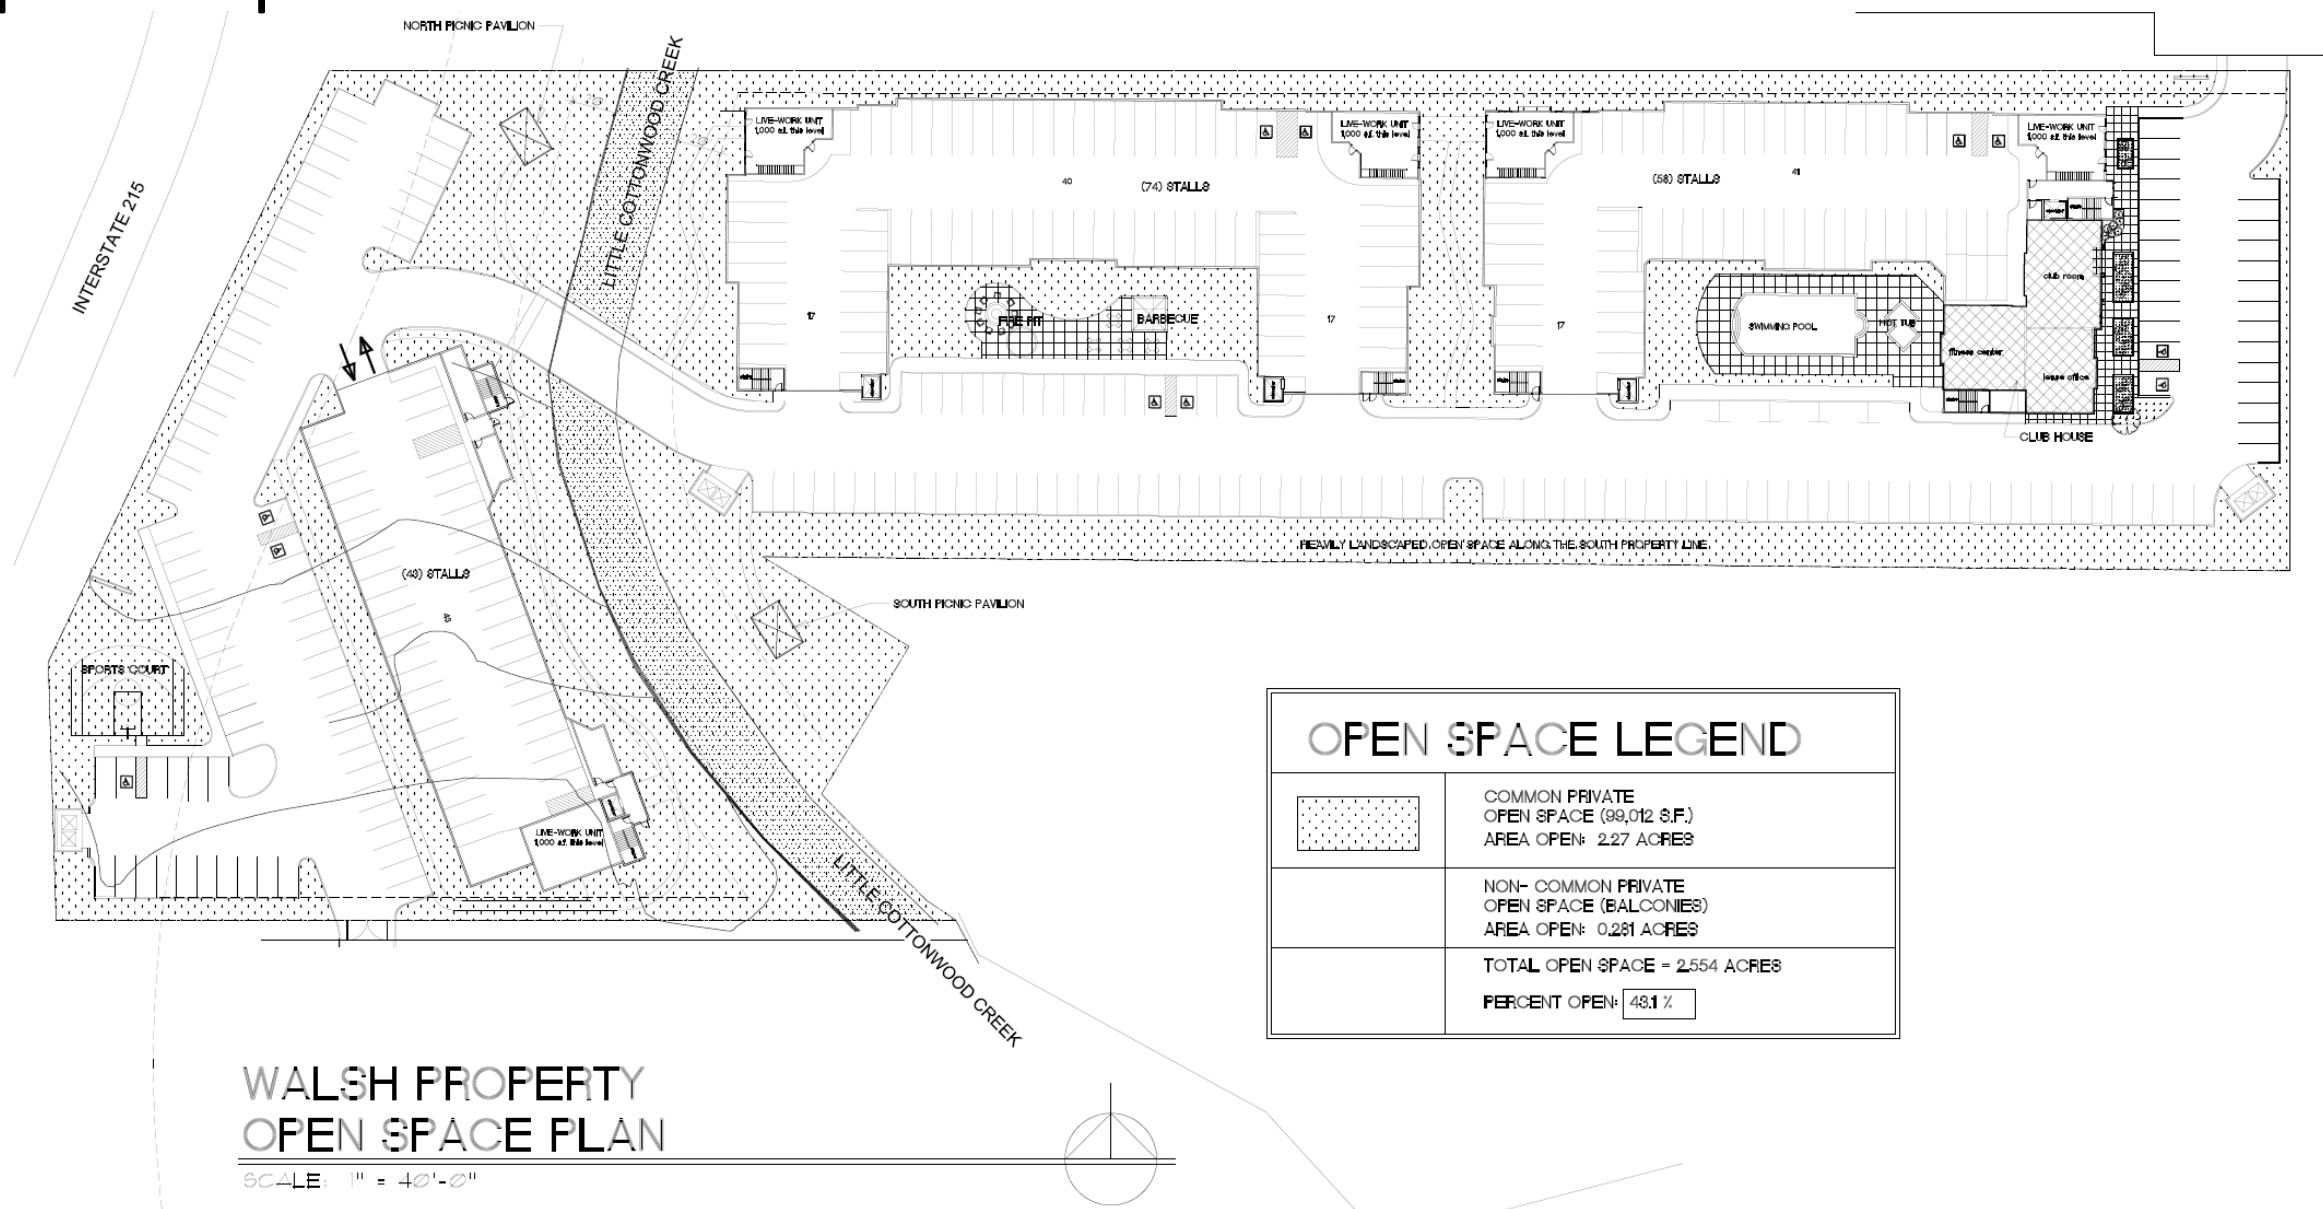 NORTH PICNIC PAVILION
LITTLE COTTONWOOD CREEK
INTERSTATE 215
LIVE-WORK UNIT
1,000 s.f. this level
40
(74) STALLS
LIVE-WORK UNIT
1,000 s.f. this level
LIVE-WORK UNIT
1,000 s.f. this level
(58) STALLS
41
LIVE-WORK UNIT
1,000 s.f. this level
17
FIRE PIT
BARBECUE
17
17
SWIMMING POOL
HOT TUB
club room
fitness center
lease office
CLUB HOUSE
HEAVILY LANDSCAPED OPEN SPACE ALONG THE SOUTH PROPERTY LINE
(43) STALLS
SOUTH PICNIC PAVILION
SPORTS COURT
LIVE-WORK UNIT
1,000 s.f. this level
LITTLE COTTONWOOD CREEK
OPEN SPACE LEGEND
COMMON PRIVATE
OPEN SPACE (99,012 S.F.)
AREA OPEN: 2.27 ACRES
NON- COMMON PRIVATE
OPEN SPACE (BALCONIES)
AREA OPEN: 0.281 ACRES
TOTAL OPEN SPACE = 2.554 ACRES
PERCENT OPEN: 43.1 %
WALSH PROPERTY
OPEN SPACE PLAN
SCALE: 1" = 40'-0"